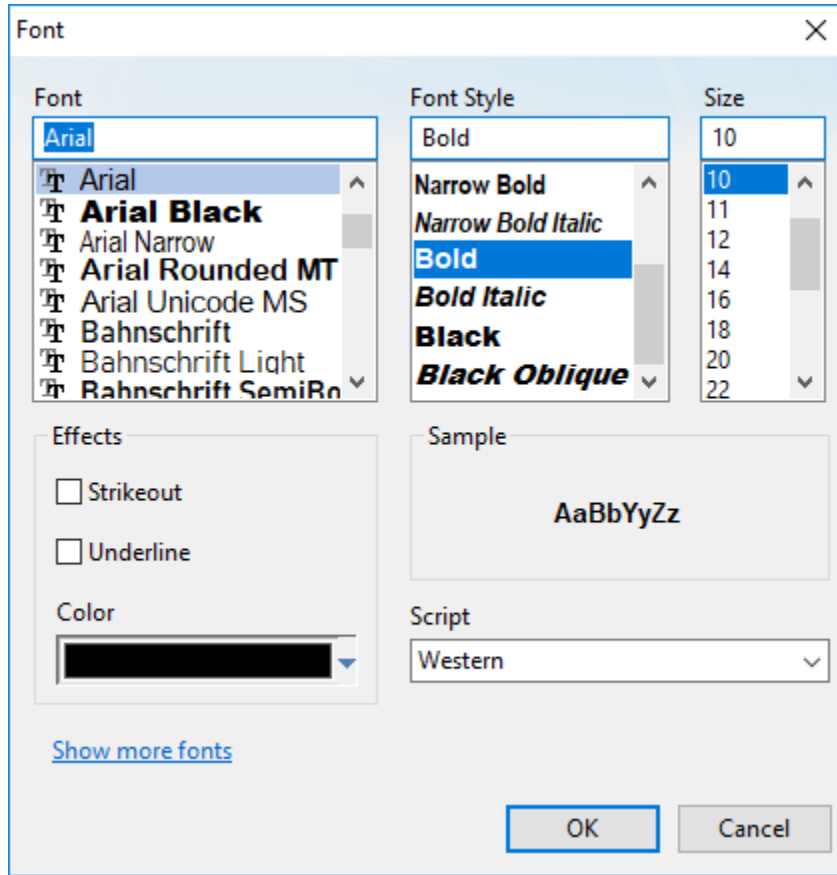 Font
Font
Font Style
Size
Arial
Bold
10
Arial
Arial Black
Arial Narrow
Arial Rounded MT
Arial Unicode MS
Bahnschrift
Bahnschrift Light
Bahnschrift SemiBo
Narrow Bold
Narrow Bold Italic
Bold
Bold Italic
Black
Black Oblique
10
11
12
14
16
18
20
22
Effects
Strikeout
Underline
Color
Sample
AaBbYyZz
Script
Western
Show more fonts
OK
Cancel